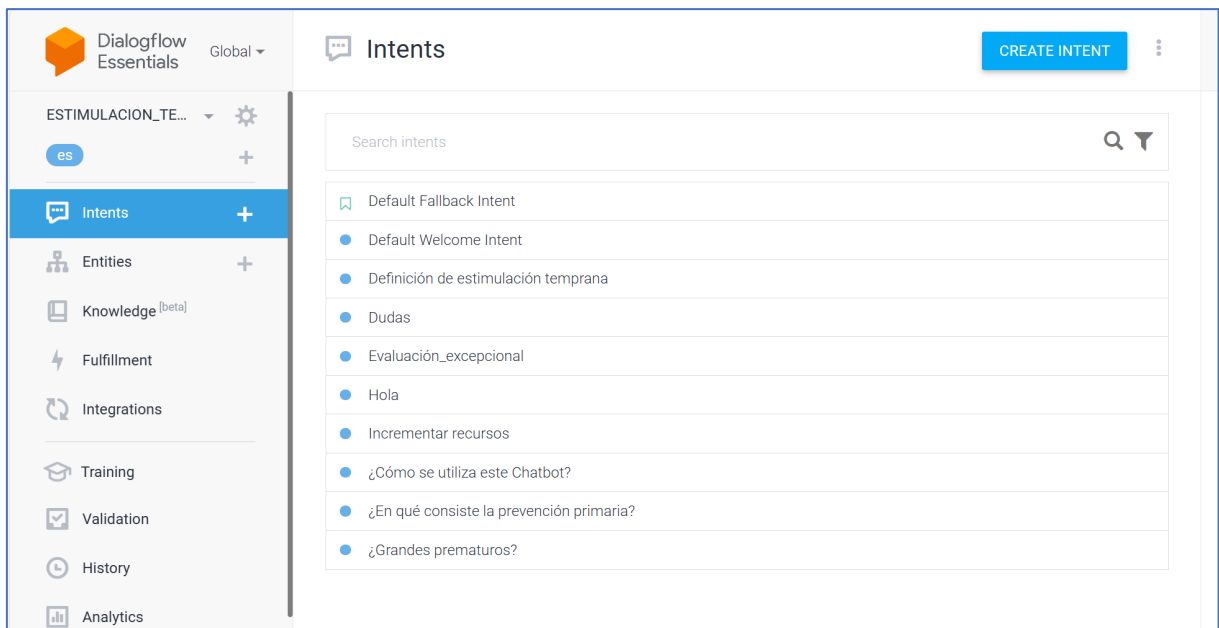 Dialogflow
Essentials
Global
Intents
CREATE INTENT
ESTIMULACION_TE...
es
Search intents
Intents
Default Fallback Intent
Default Welcome Intent
Entities
Definición de estimulación temprana
Knowledge [beta]
Dudas
Fulfillment
Evaluación_excepcional
Hola
Integrations
Incrementar recursos
Training
¿Cómo se utiliza este Chatbot?
Validation
¿En qué consiste la prevención primaria?
History
¿Grandes prematuros?
Analytics